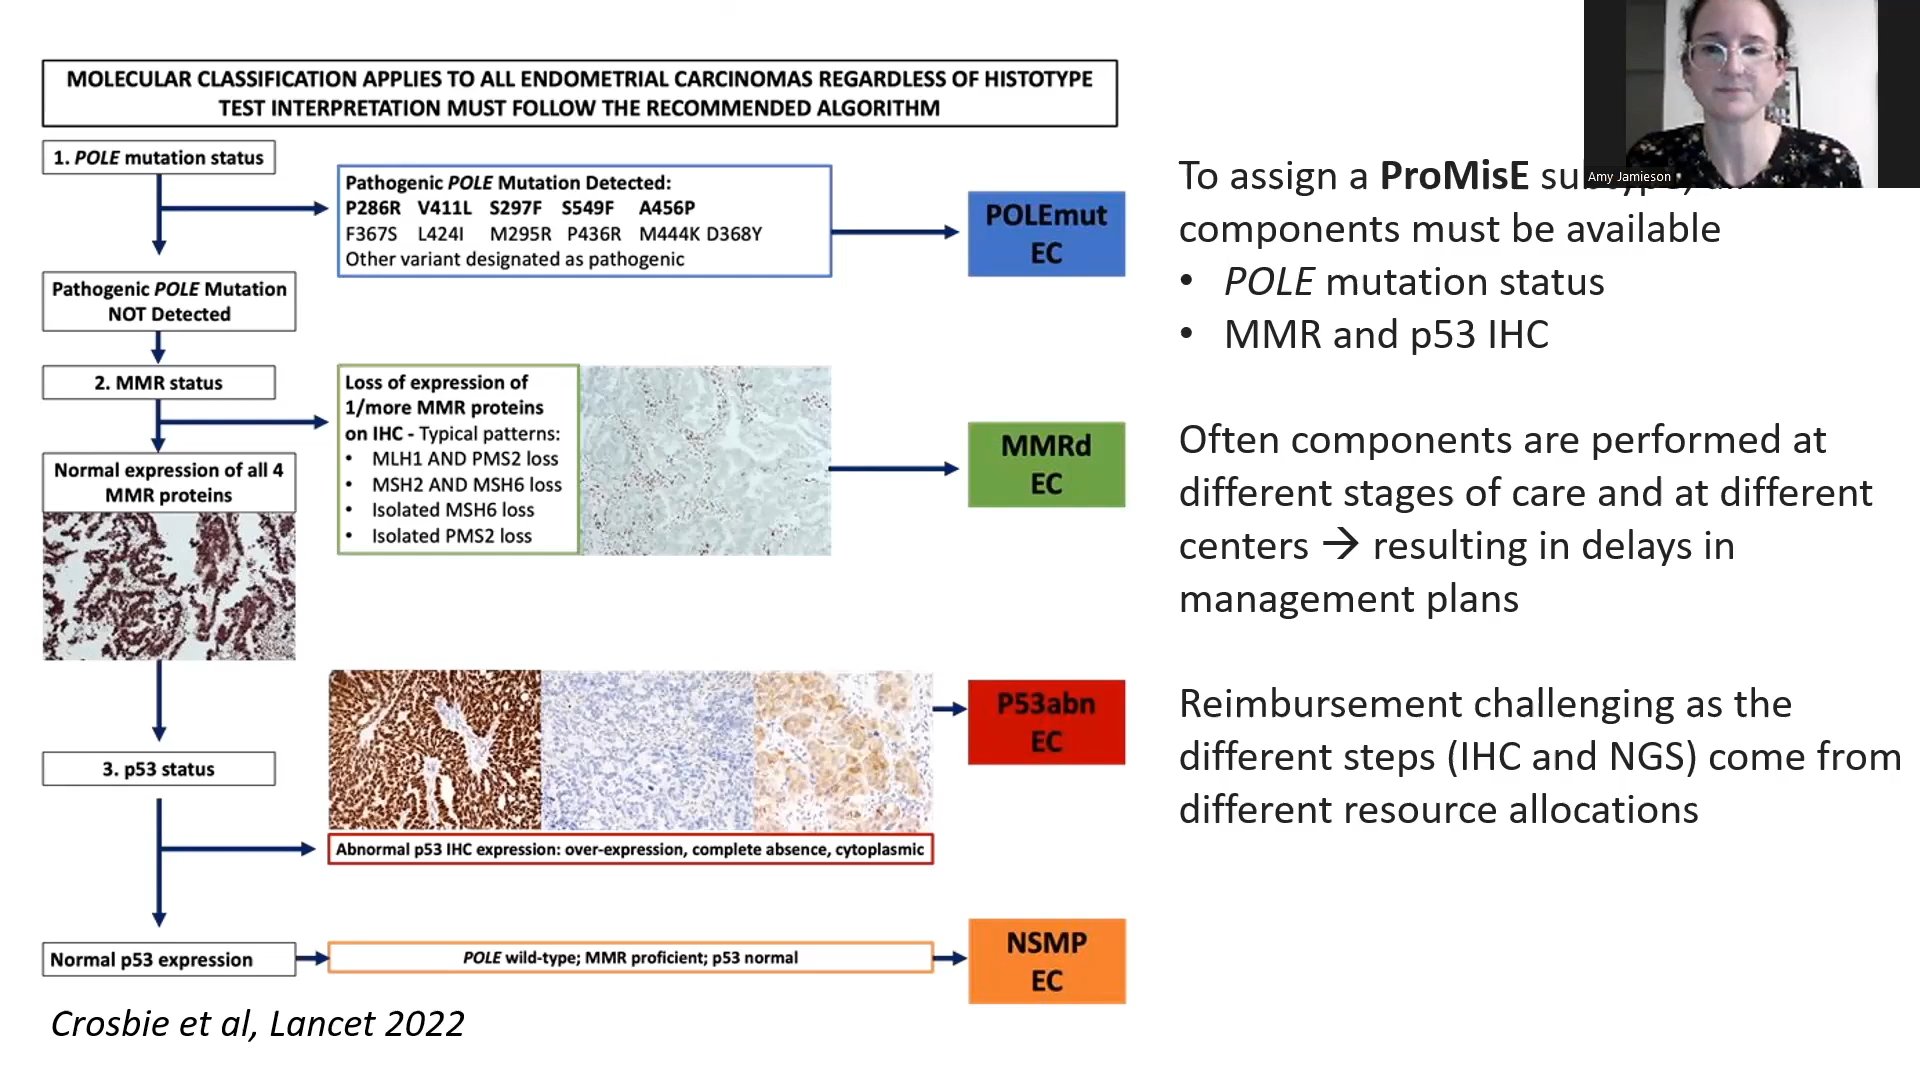 MOLECULAR CLASSIFICATION APPLIES TO ALL ENDOMETRIAL CARCINOMAS REGARDLESS OF HISTOTYPE
TEST INTERPRETATION MUST FOLLOW THE RECOMMENDED ALGORITHM
1. POLE mutation status
Pathogenic POLE Mutation Detected:
P286R V411L S297F S549F A456P
F367S L424I M295R P436R M444K D368Y
Other variant designated as pathogenic
POLEmut
EC
Pathogenic POLE Mutation
NOT Detected
2. MMR status
Loss of expression of
1/more MMR proteins
on IHC - Typical patterns:
• MLH1 AND PMS2 loss
• MSH2 AND MSH6 loss
• Isolated MSH6 loss
• Isolated PMS2 loss
MMRd
EC
Normal expression of all 4
MMR proteins
3. p53 status
P53abn
EC
Abnormal p53 IHC expression: over-expression, complete absence, cytoplasmic
Normal p53 expression
POLE wild-type; MMR proficient; p53 normal
NSMP
EC
Crosbie et al, Lancet 2022
Amy Jamieson
To assign a ProMisE
components must be available
• POLE mutation status
• MMR and p53 IHC
Often components are performed at
different stages of care and at different
centers → resulting in delays in
management plans
Reimbursement challenging as the
different steps (IHC and NGS) come from
different resource allocations